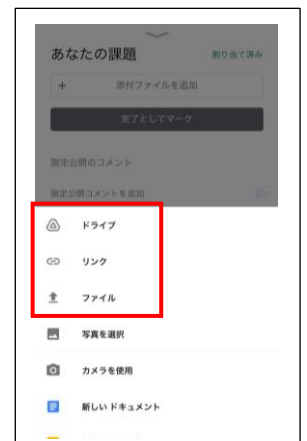 あなたの課題 割り当て済み
+ 添付ファイルを追加
完了としてマーク
限定公開のコメント
限定公開コメントを追加
ドライブ
リンク
ファイル
写真を選択
カメラを使用
新しい ドキュメント